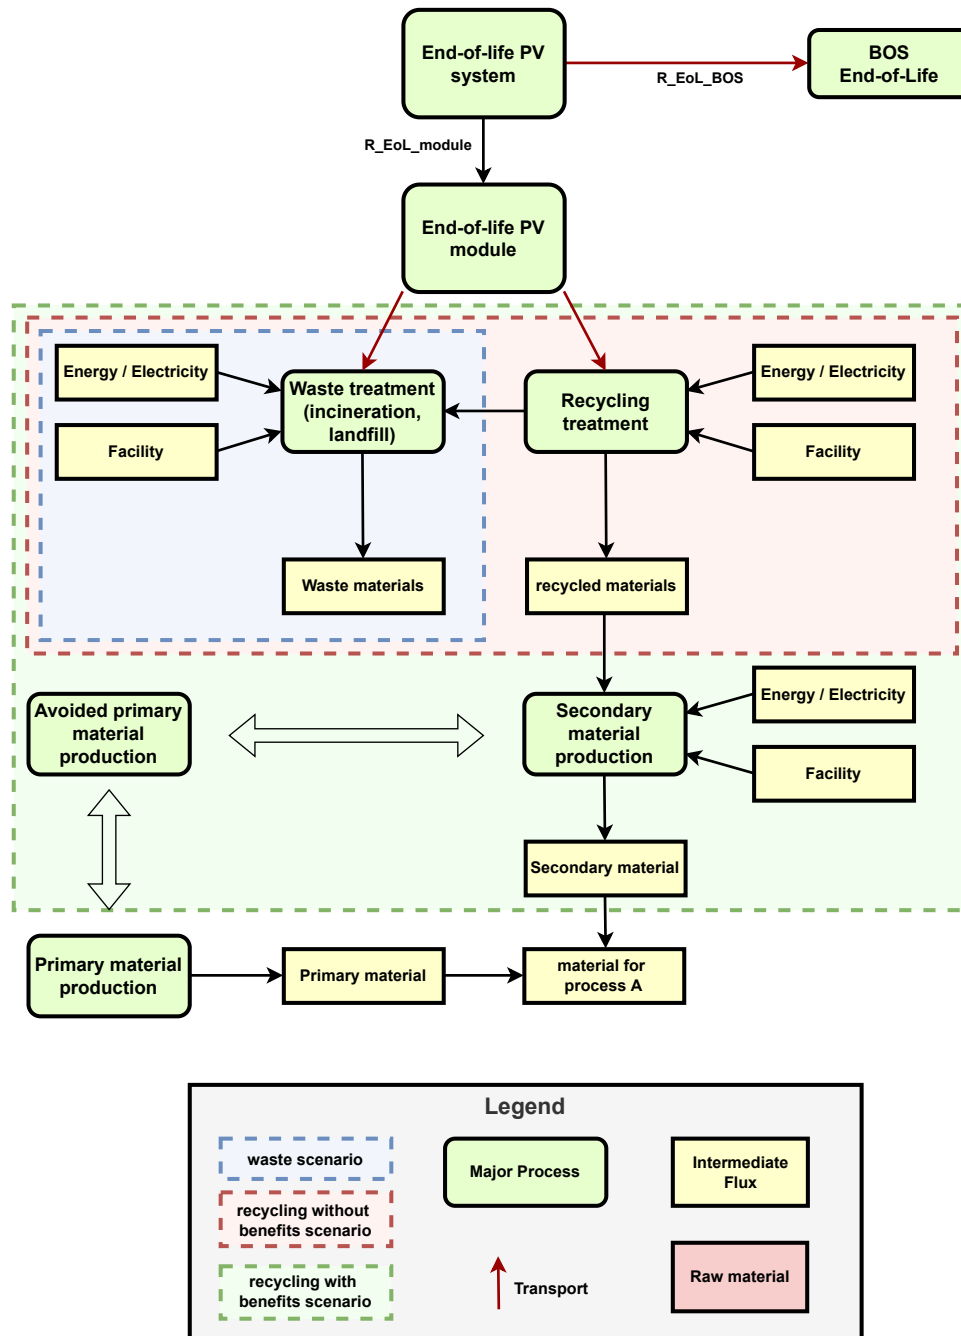 End-of-life PV
system
BOS
End-of-Life
R_EoL_BOS
R_EoL_module
End-of-life PV
module
Energy / Electricity
Waste treatment
(incineration,
landfill)
Recycling
treatment
Energy / Electricity
Facility
Facility
Waste materials
recycled materials
Avoided primary
material
production
Secondary
material
production
Energy / Electricity
Facility
Secondary material
Primary material
production
Primary material
material for
process A
Legend
waste scenario
Major Process
Intermediate
Flux
recycling without
benefits scenario
recycling with
benefits scenario
Transport
Raw material